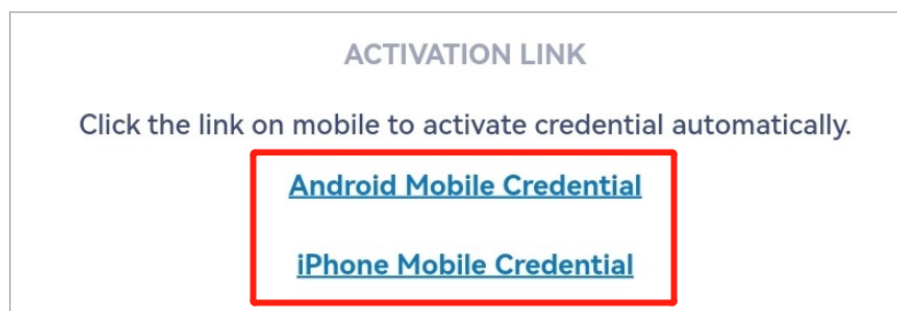 ACTIVATION LINK
Click the link on mobile to activate credential automatically.
Android Mobile Credential
iPhone Mobile Credential